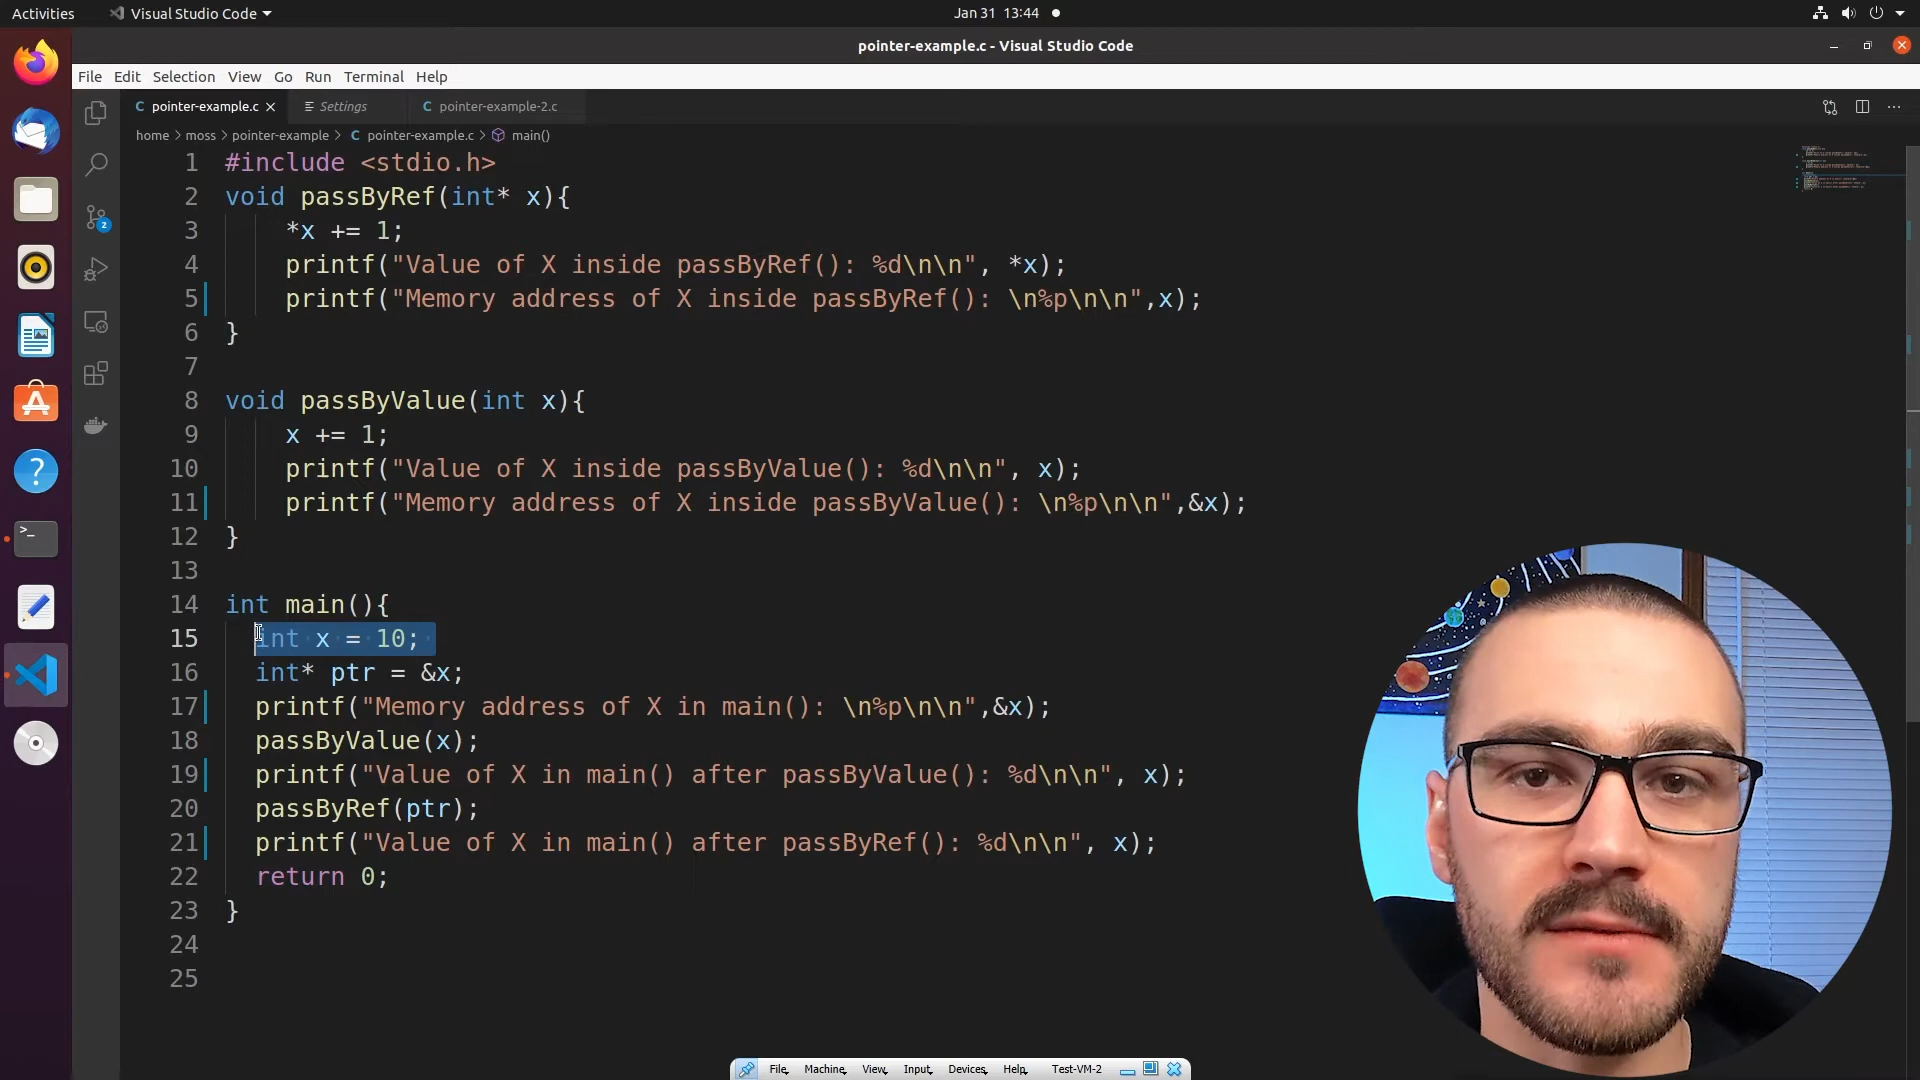 Activities
Visual Studio Code
Jan 31 13:44
pointer-example.c - Visual Studio Code
File Edit Selection View Go Run Terminal Help
C pointer-example.c
Settings
C pointer-example-2.c
home > moss > pointer-example > C pointer-example.c > main()
1 #include <stdio.h>
2 void passByRef(int* x){
3 *x += 1;
4 printf("Value of X inside passByRef(): %d\n\n", *x);
5 printf("Memory address of X inside passByRef(): \n%p\n\n",x);
6 }
7
8 void passByValue(int x){
9 x += 1;
10 printf("Value of X inside passByValue(): %d\n\n", x);
11 printf("Memory address of X inside passByValue(): \n%p\n\n",&x);
12 }
13
14 int main(){
15 int x = 10;
16 int* ptr = &x;
17 printf("Memory address of X in main(): \n%p\n\n",&x);
18 passByValue(x);
19 printf("Value of X in main() after passByValue(): %d\n\n", x);
20 passByRef(ptr);
21 printf("Value of X in main() after passByRef(): %d\n\n", x);
22 return 0;
23 }
24
25
2
File Machine View Input Devices Help Test-VM-2